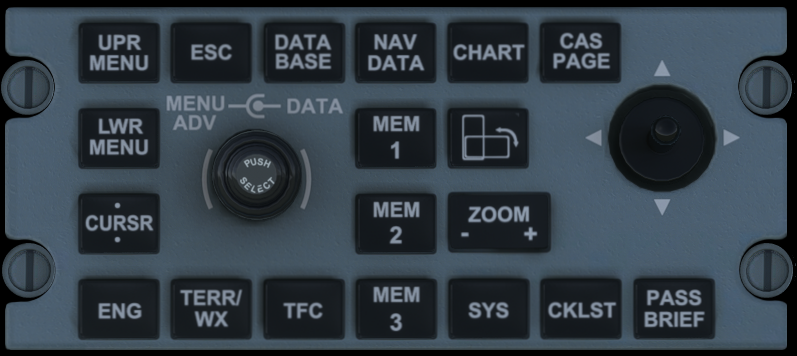 UPR
MENU
ESC
DATA
BASE
NAV
DATA
CHART
CAS
PAGE
MENU
ADV
DATA
LWR
MENU
PUSH
SELECT
MEM
1
CURSR
MEM
2
ZOOM
- +
ENG
TERR/
WX
TFC
MEM
3
SYS
CKLST
PASS
BRIEF